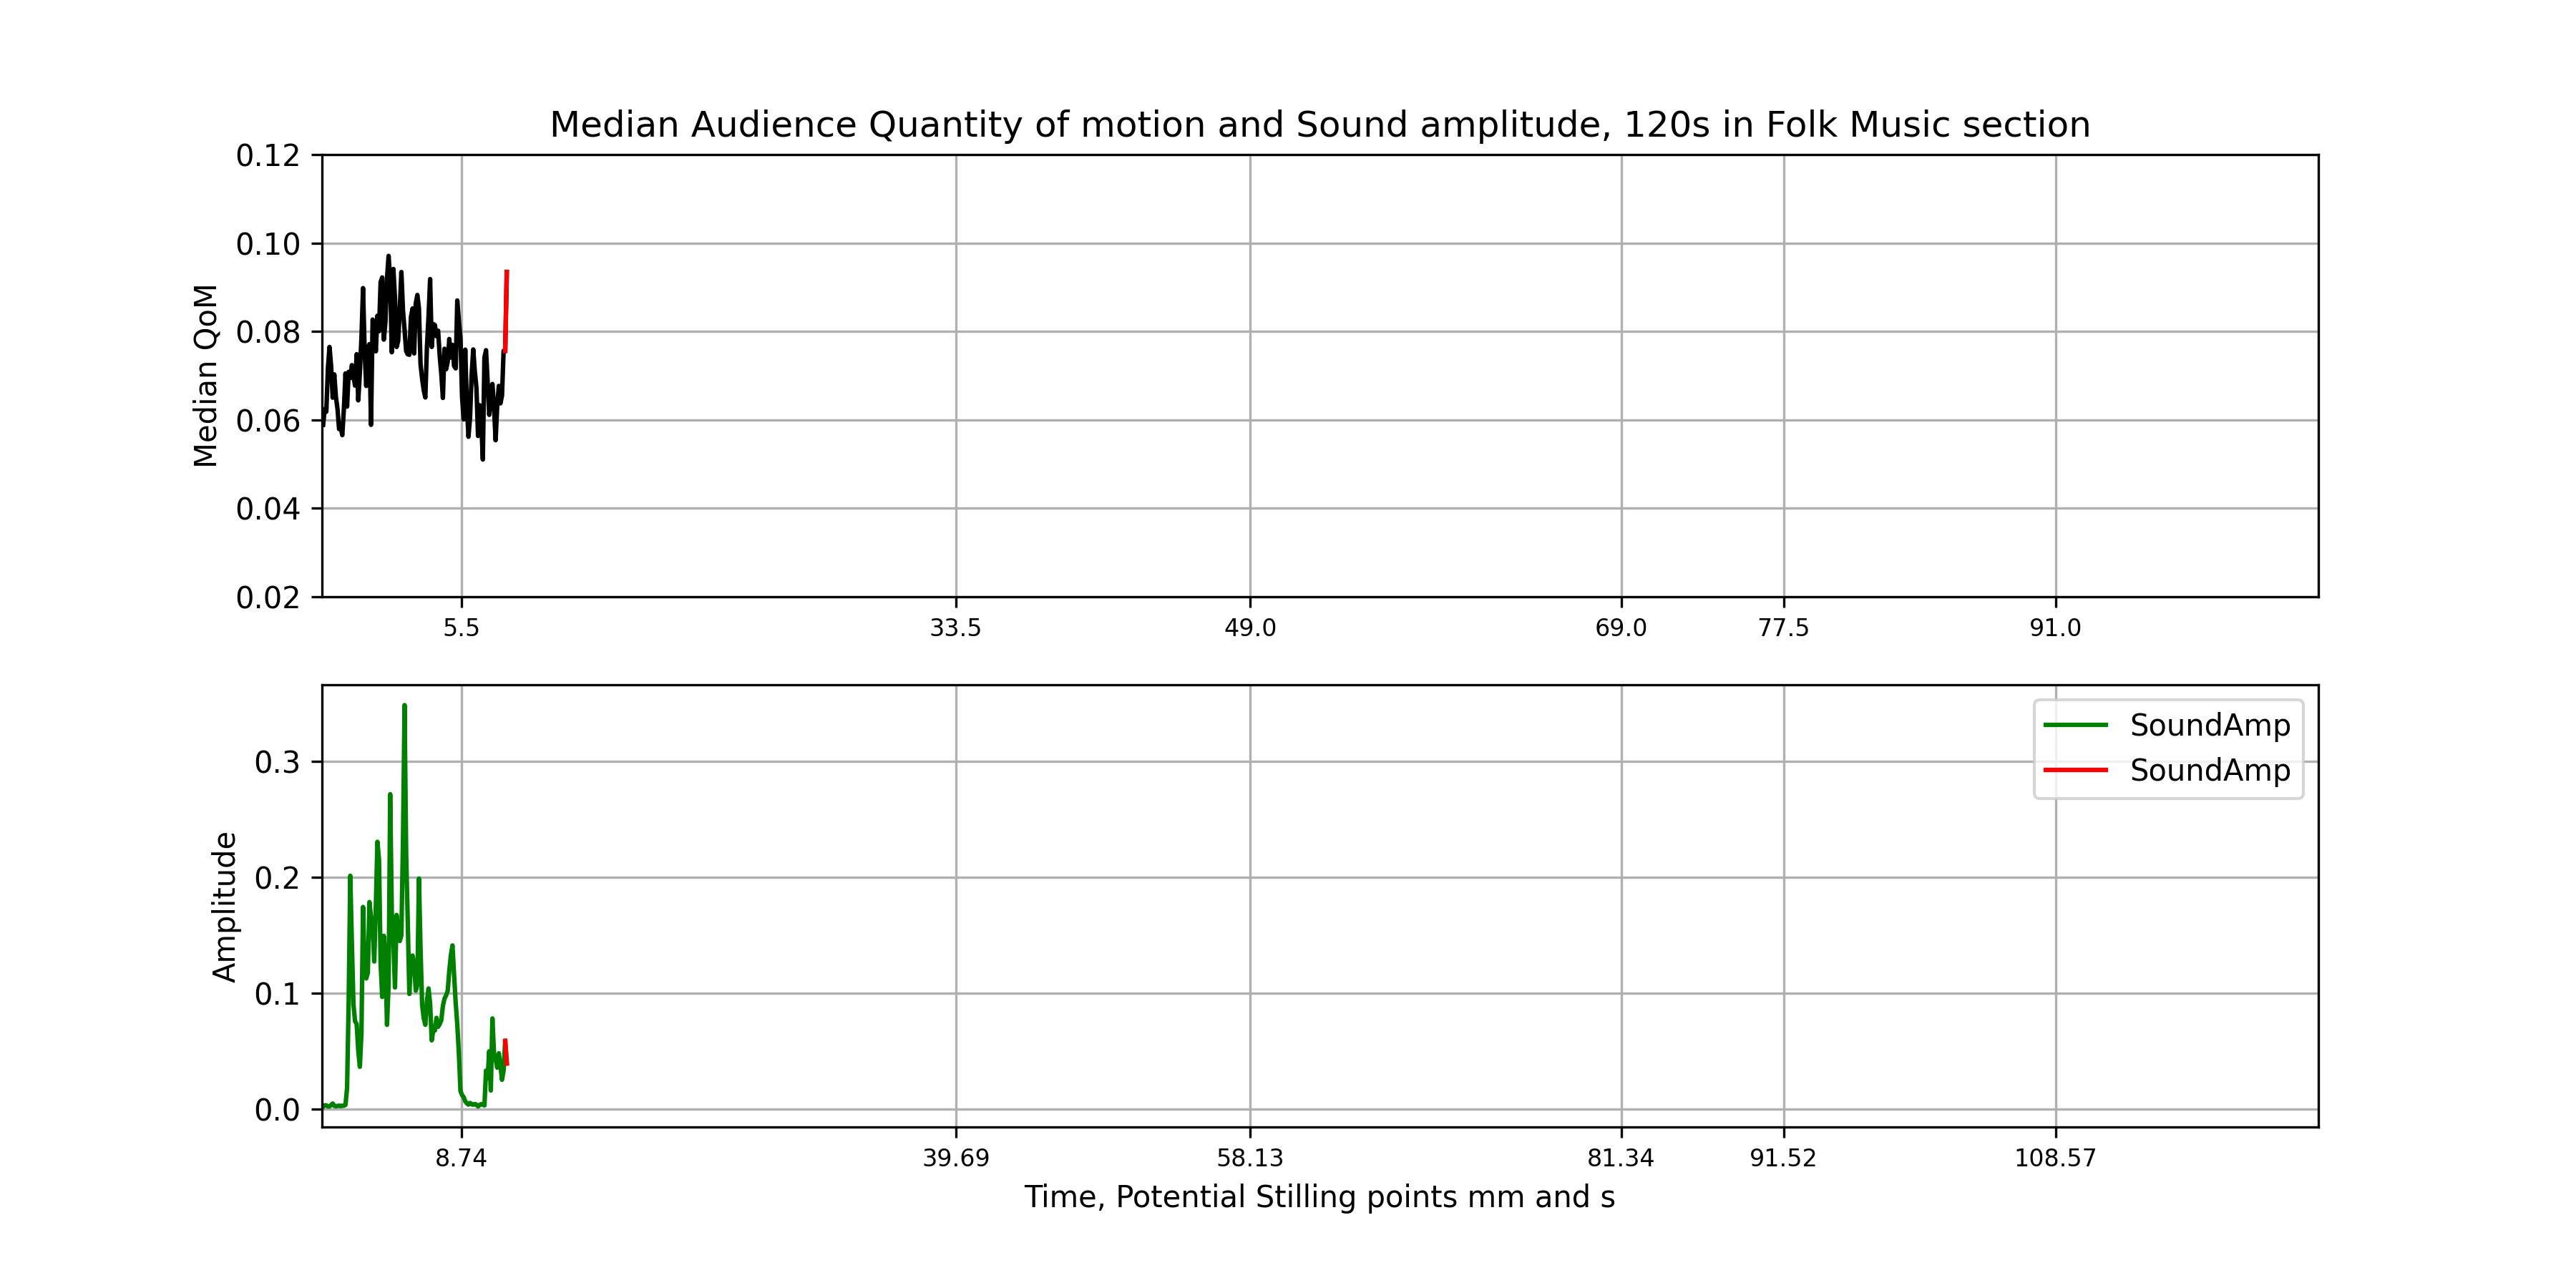 Median Audience Quantity of motion and Sound amplitude, 120s in Folk Music section
0.12
0.10
0.08
0.06
0.04
0.02
Median QoM
5.5 33.5 49.0 69.0 77.5 91.0
SoundAmp
SoundAmp
0.3
0.2
0.1
0.0
Amplitude
8.74 39.69 58.13 81.34 91.52 108.57
Time, Potential Stilling points mm and s